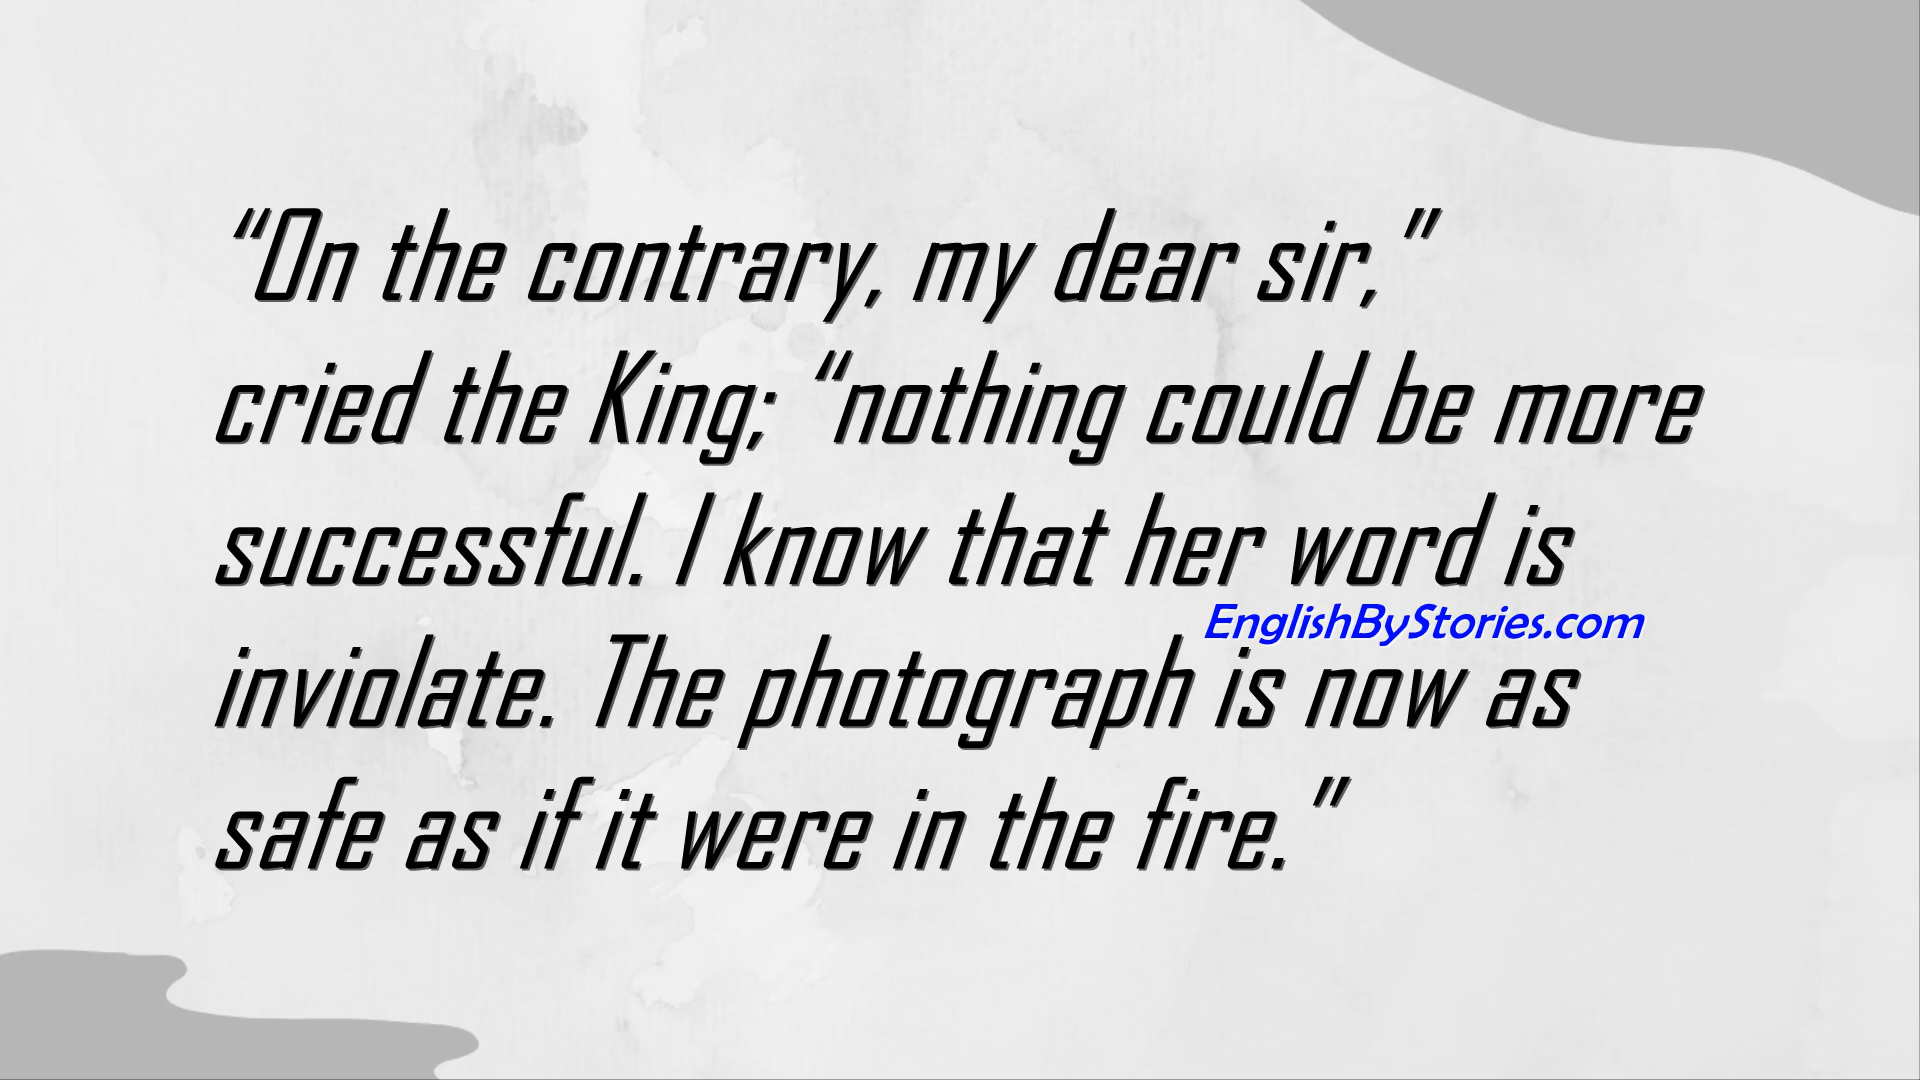 “On the contrary, my dear sir,”
cried the King; “nothing could be more
successful. I know that her word is
EnglishByStories.com
inviolate. The photograph is now as
safe as if it were in the fire.”